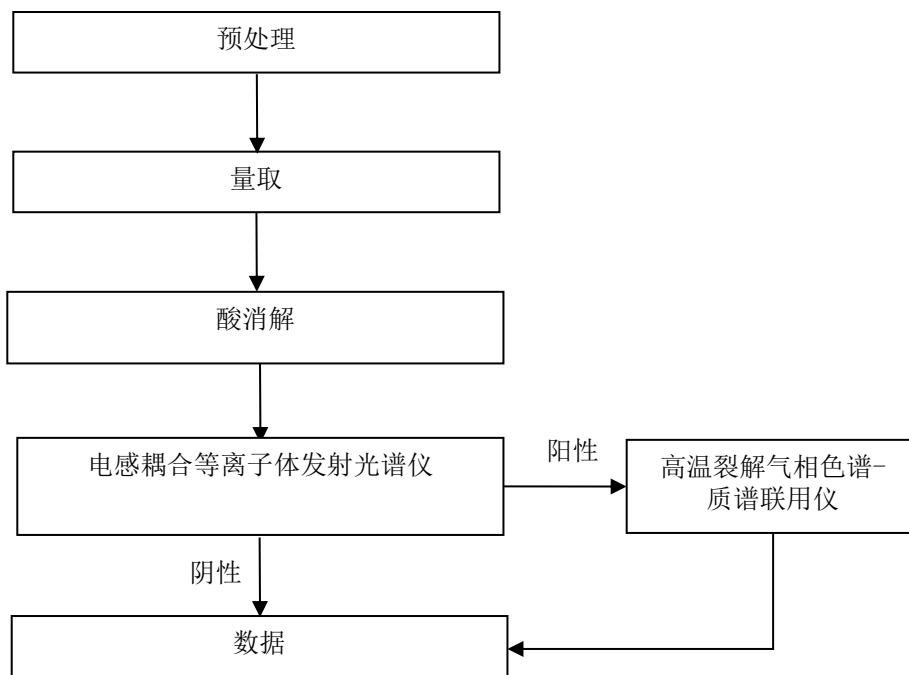 预处理
量取
酸消解
电感耦合等离子体发射光谱仪
阳性
高温裂解气相色谱-
质谱联用仪
阴性
数据